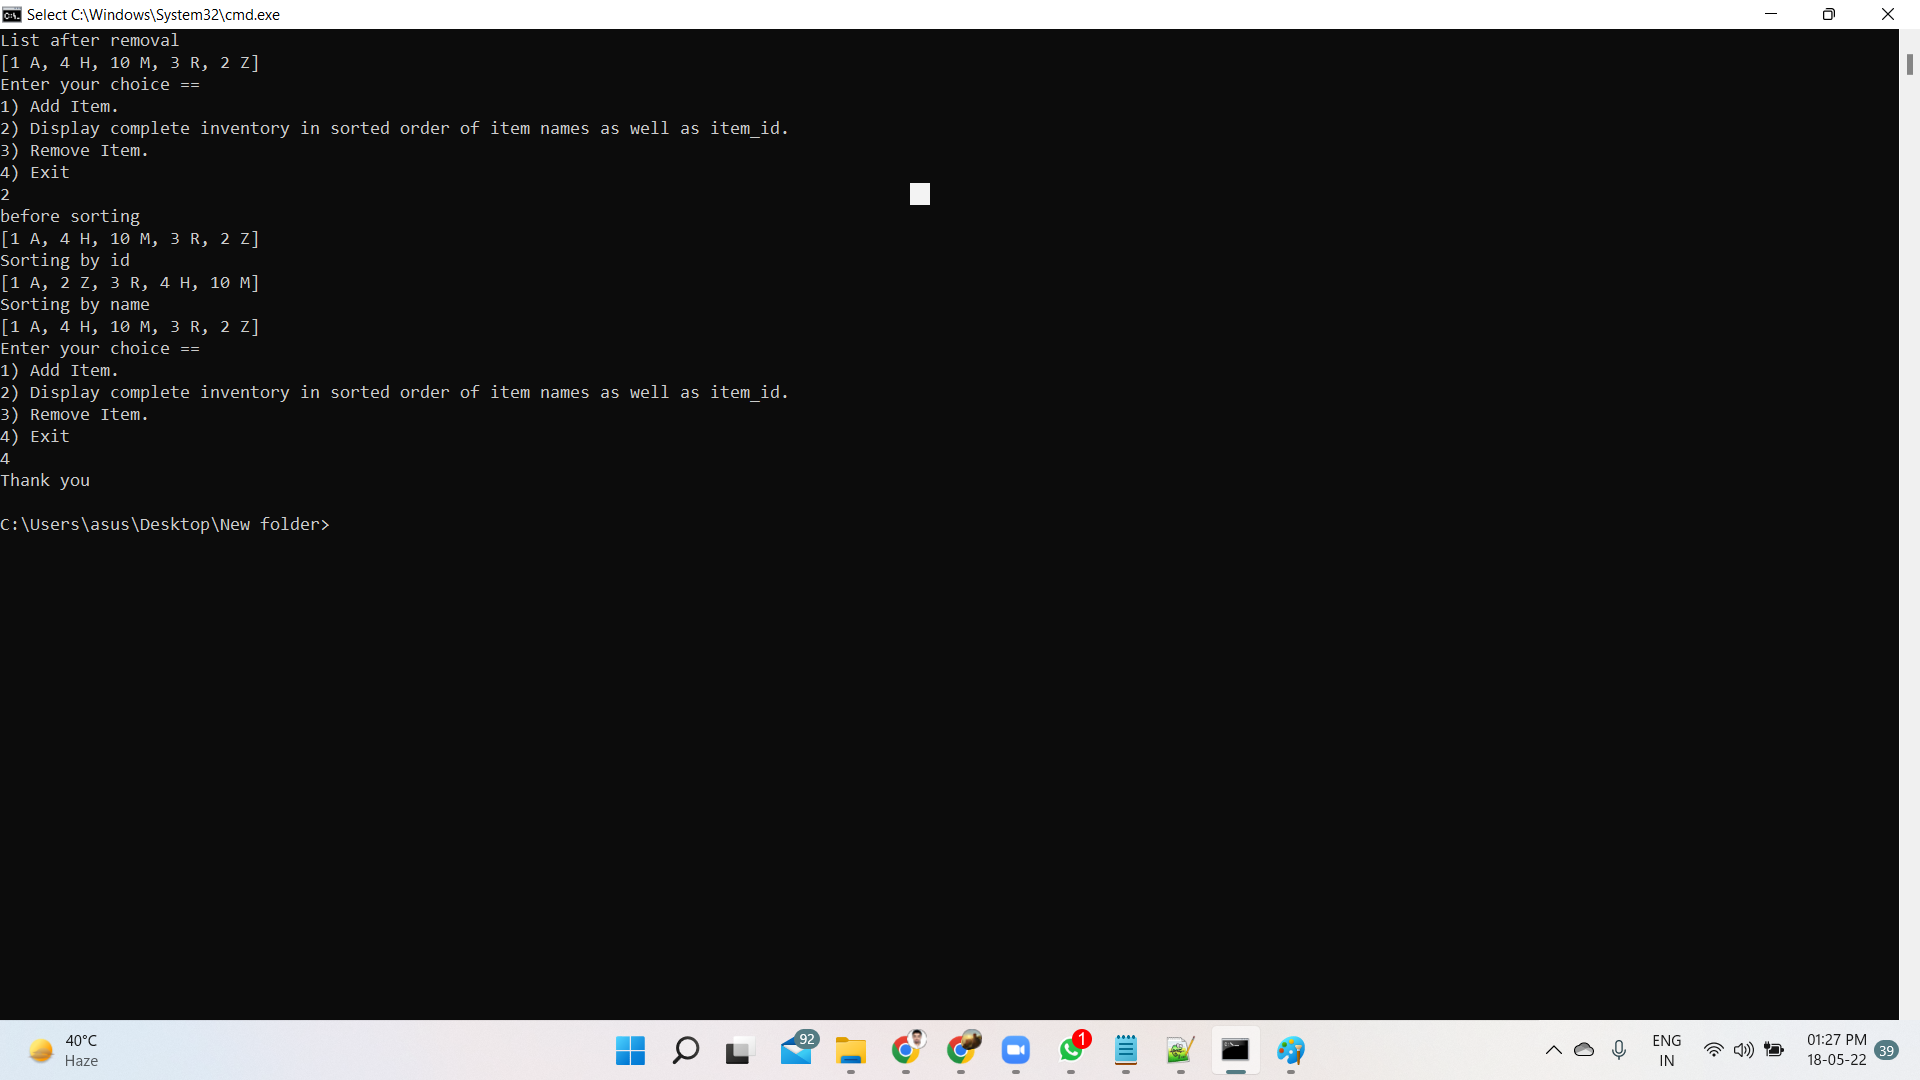 Select C:\Windows\System32\cmd.exe
List after removal
[1 A, 4 H, 10 M, 3 R, 2 Z]
Enter your choice ==
1) Add Item.
2) Display complete inventory in sorted order of item names as well as item_id.
3) Remove Item.
4) Exit
2
before sorting
[1 A, 4 H, 10 M, 3 R, 2 Z]
Sorting by id
[1 A, 2 Z, 3 R, 4 H, 10 M]
Sorting by name
[1 A, 4 H, 10 M, 3 R, 2 Z]
Enter your choice ==
1) Add Item.
2) Display complete inventory in sorted order of item names as well as item_id.
3) Remove Item.
4) Exit
4
Thank you
C:\Users\asus\Desktop\New folder>
40°C
Haze
92
1
ENG
IN
01:27 PM
18-05-22
39